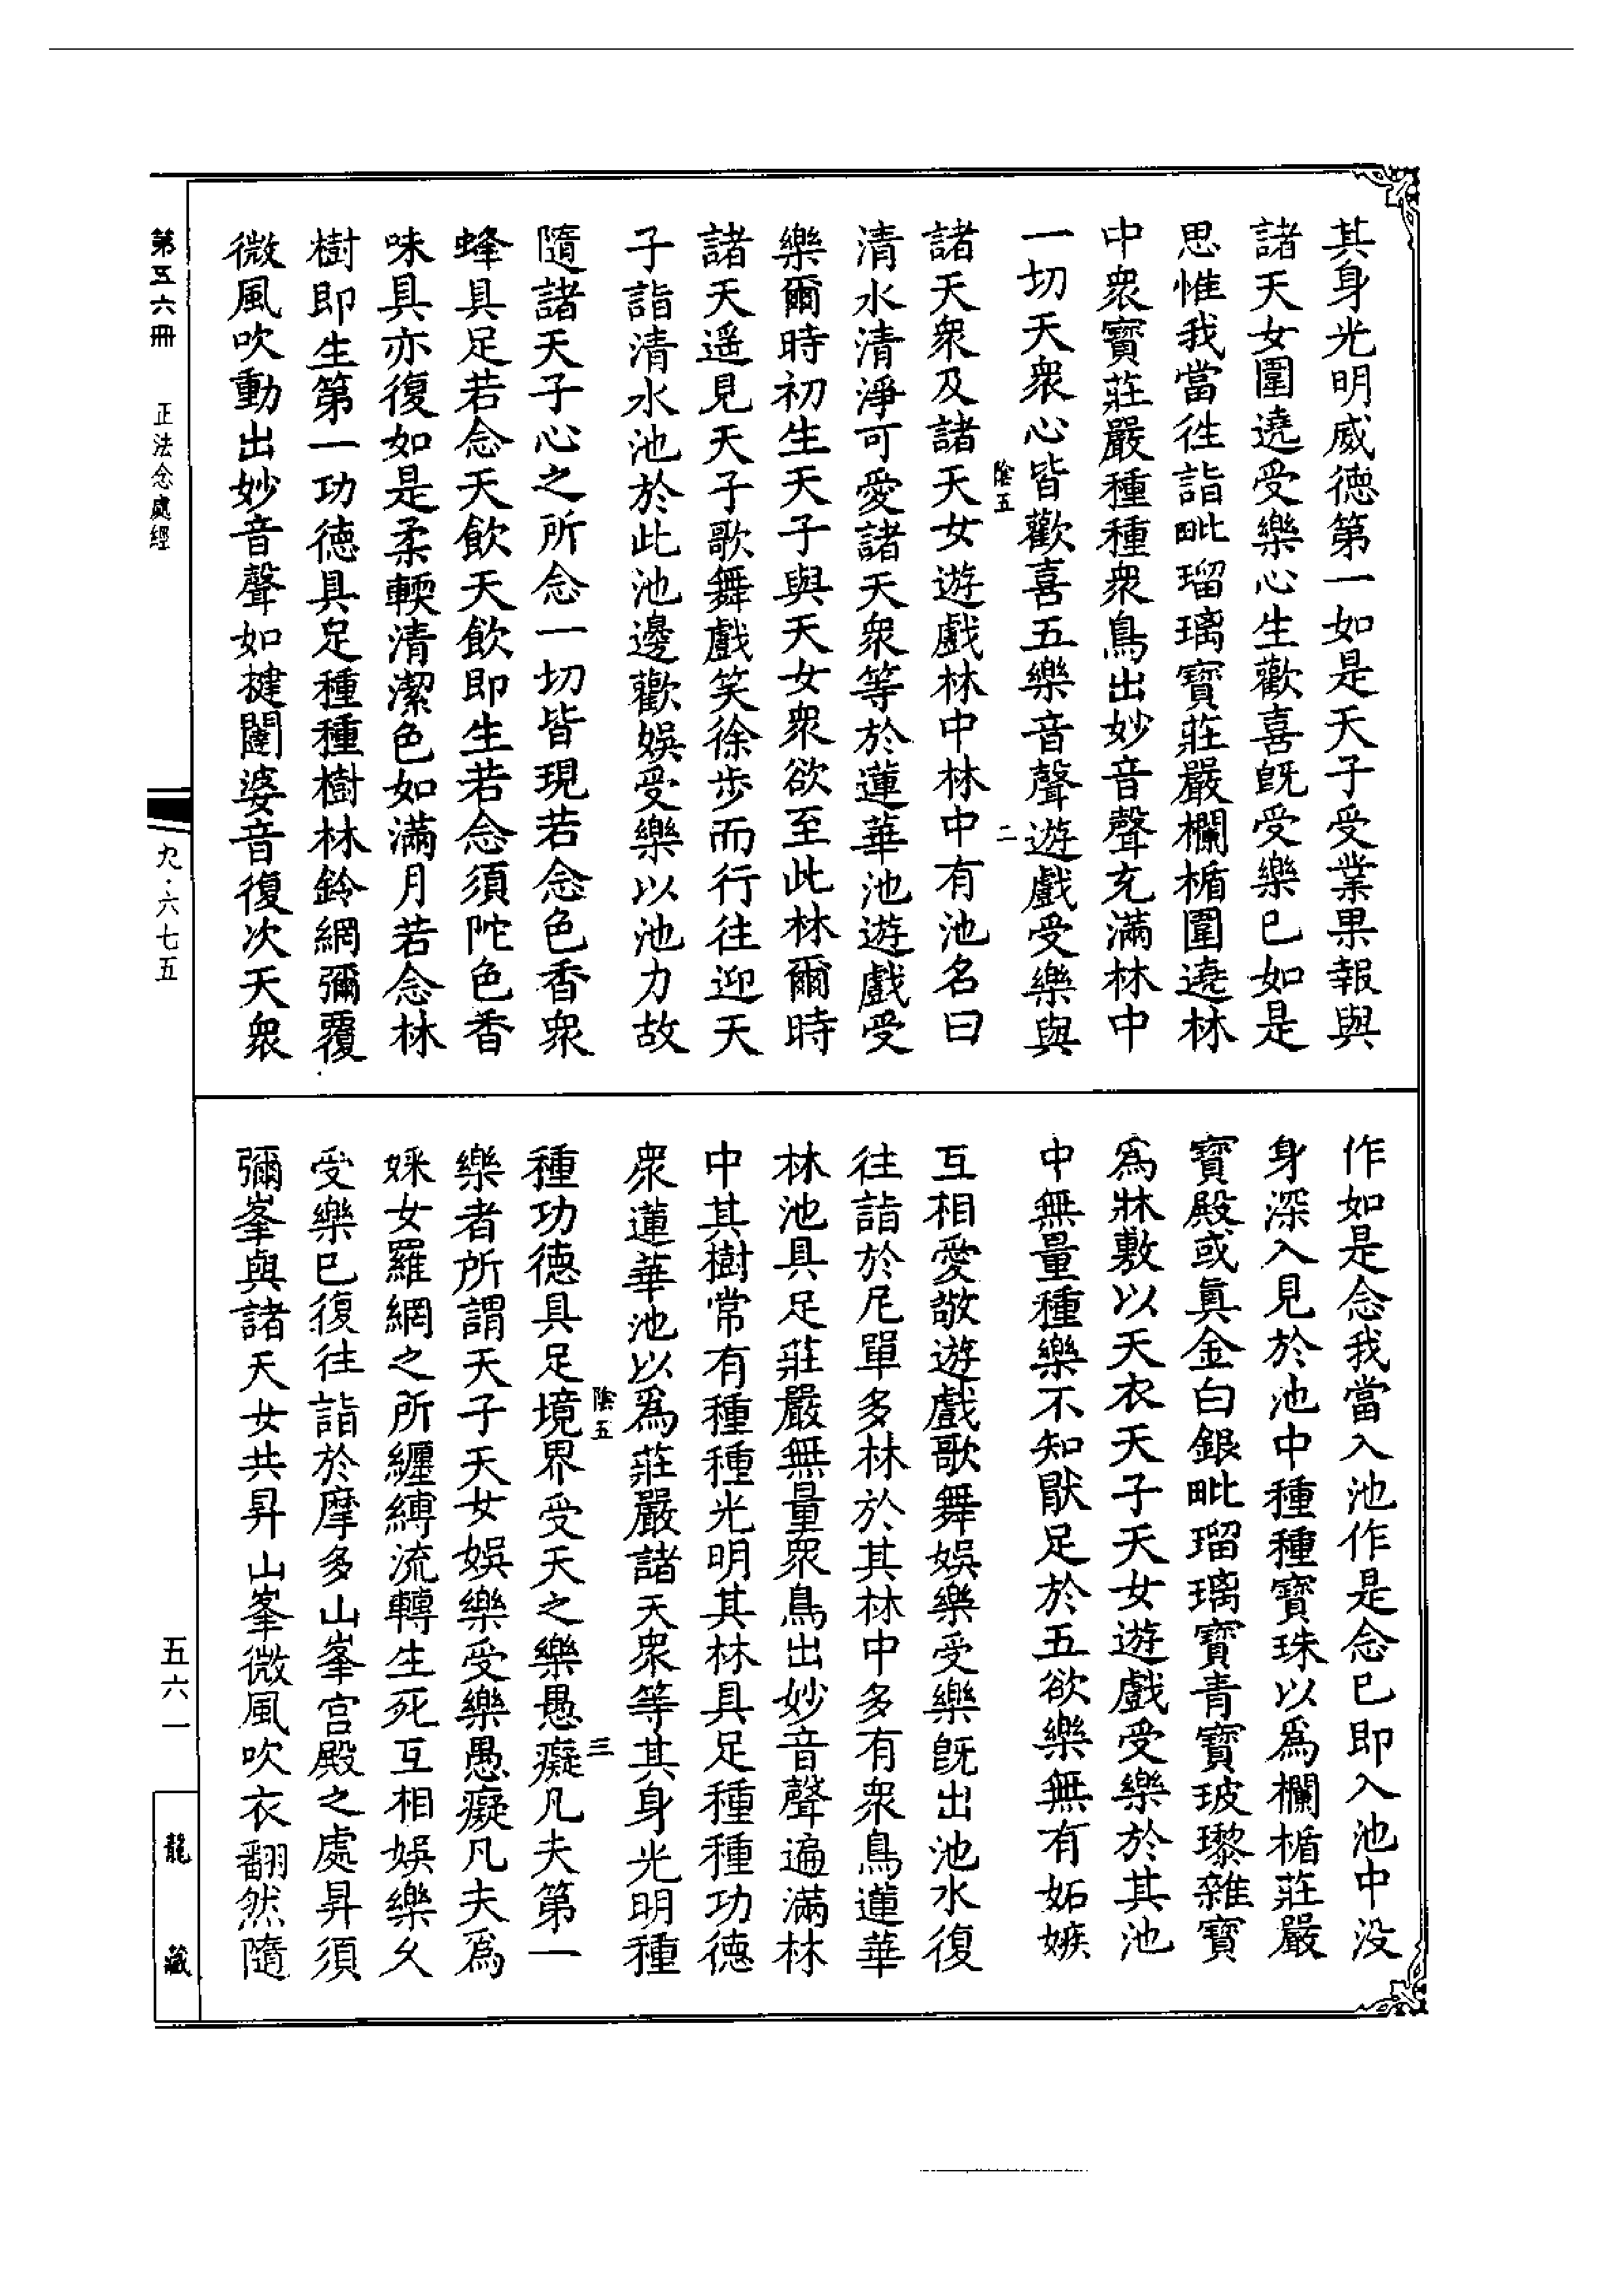 其身光明威德第一如是天子受業果報與
諸天女圍遶受樂心生歡喜旣受樂已如是
思惟我當徃詣毗瑠璃寶莊嚴欄楯圍遶林
中衆寶莊嚴種種衆鳥出妙音聲充滿林中
一切天衆心皆歡喜五樂音聲遊戲受樂與
陰五
二
諸天衆及諸天女遊戲林中林中有池名曰
清水清淨可愛諸天衆等於蓮華池遊戲受
樂爾時初生天子與天女衆欲至此林爾時
諸天遥見天子歌舞戲笑徐步而行往迎天
子詣清水池於此池邊歡娛受樂以池力故
隨諸天子心之所念一切皆現若念色香衆
蜂具足若念天飲天飲即生若念須陀色香
味具亦復如是柔輭清潔色如滿月若念林
樹即生第一功德具足種種樹林鈴網彌覆
微風吹動出妙音聲如揵闥婆音復次天衆
作如是念我當入池作是念已即入池中没
身深入見於池中種種寶珠以爲欄楯莊嚴
寶殿或真金白銀毗瑠璃寶青寶玻瓈雜寶
爲牀敷以天衣天子天女遊戲受樂於其池
中無量種樂不知猒足於五欲樂無有妬嫉
互相愛敬遊戲歌舞娛樂受樂旣出池水復
往詣於尼單多林於其林中多有衆鳥蓮華
林池具足莊嚴無量衆鳥出妙音聲遍滿林
中其樹常有種種光明其林具足種種功德
衆蓮華池以爲莊嚴諸天衆等其身光明種
陰五
三
種功德具足境界受天之樂愚癡凡夫第一
樂者所謂天子天女娛樂受樂愚癡凡夫爲
婇女羅網之所纒縛流轉生死互相娛樂久
受樂已復往詣於摩多山峯宫殿之處昇須
彌峯與諸天女共昇山峯微風吹衣翻然隨
第五六冊
正法念處經
九·六七五
五六一
龍藏